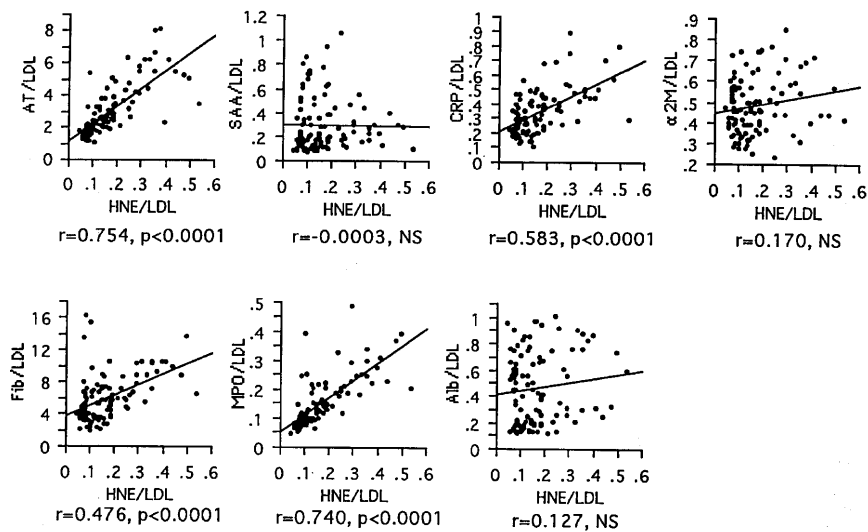 AT/LDL
8
6
4
2
0
0 .1 .2 .3 .4 .5 .6
HNE/LDL
r=0.754, p<0.0001
SAA/LDL
1.2
1
.8
.6
.4
.2
0
0 .1 .2 .3 .4 .5 .6
HNE/LDL
r=-0.0003, NS
CRP/LDL
1
.9
.8
.7
.6
.5
.4
.3
.2
.1
0 .1 .2 .3 .4 .5 .6
HNE/LDL
r=0.583, p<0.0001
α2M/LDL
.9
.8
.7
.6
.5
.4
.3
.2
0 .1 .2 .3 .4 .5 .6
HNE/LDL
r=0.170, NS
Fib/LDL
16
12
8
4
0
0 .1 .2 .3 .4 .5 .6
HNE/LDL
r=0.476, p<0.0001
MPO/LDL
.5
.4
.3
.2
.1
0
0 .1 .2 .3 .4 .5 .6
HNE/LDL
r=0.740, p<0.0001
Alb/LDL
1
.8
.6
.4
.2
0
0 .1 .2 .3 .4 .5 .6
HNE/LDL
r=0.127, NS